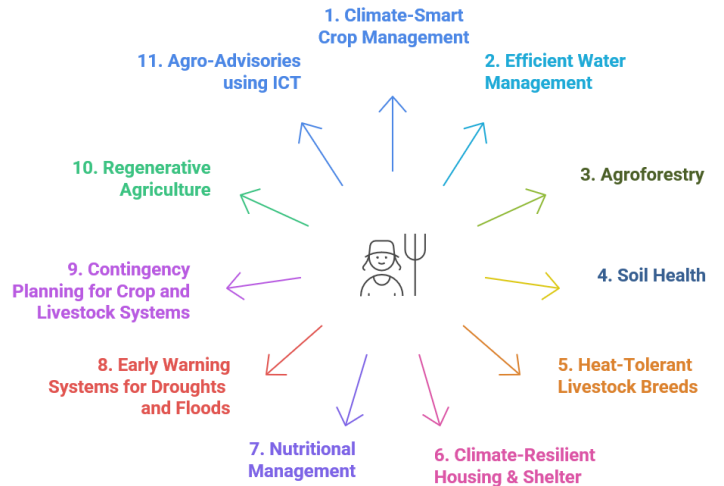 1. Climate-Smart
Crop Management
2. Efficient Water
Management
3. Agroforestry
4. Soil Health
5. Heat-Tolerant
Livestock Breeds
6. Climate-Resilient
Housing & Shelter
7. Nutritional
Management
8. Early Warning
Systems for Droughts
and Floods
9. Contingency
Planning for Crop and
Livestock Systems
10. Regenerative
Agriculture
11. Agro-Advisories
using ICT